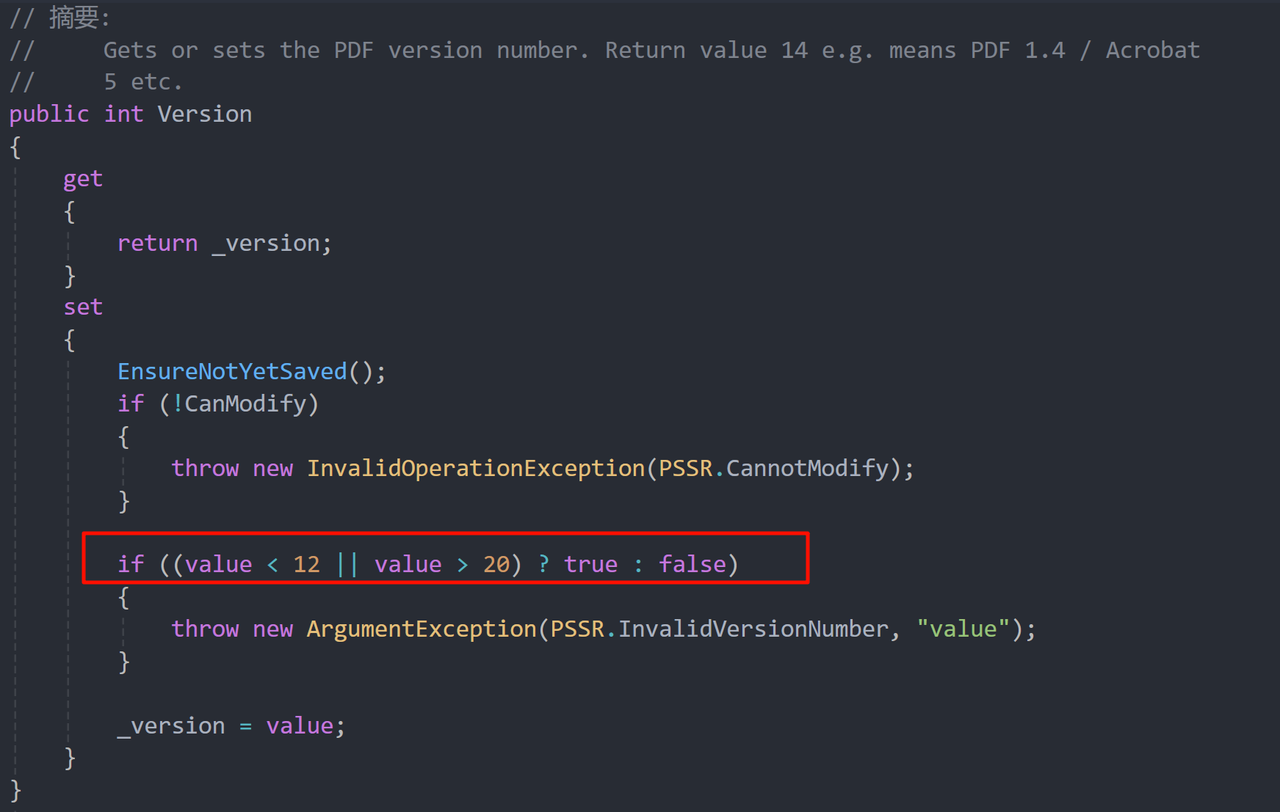 // 摘要:
//     Gets or sets the PDF version number. Return value 14 e.g. means PDF 1.4 / Acrobat
//     5 etc.
public int Version
{
    get
    {
        return _version;
    }
    set
    {
        EnsureNotYetSaved();
        if (!CanModify)
        {
            throw new InvalidOperationException(PSSR.CannotModify);
        }

        if ((value < 12 || value > 20) ? true : false)
        {
            throw new ArgumentException(PSSR.InvalidVersionNumber, "value");
        }

        _version = value;
    }
}